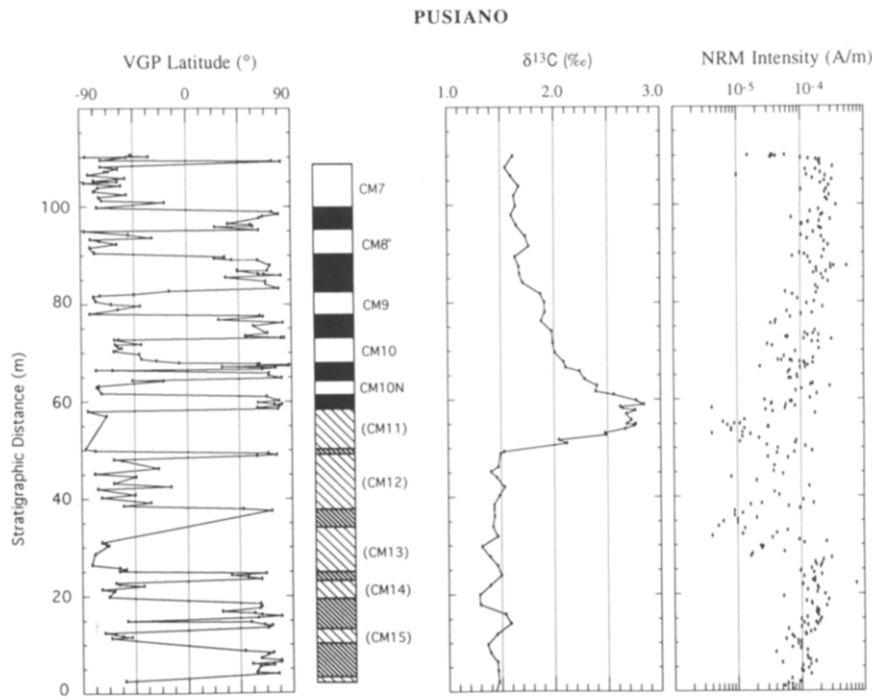 PUSIANO
VGP Latitude (°)
δ¹³C (‰)
NRM Intensity (A/m)
-90 0 90
1.0 2.0 3.0
10⁻⁵ 10⁻⁴
Stratigraphic Distance (m)
100
80
60
40
20
0
CM7
CM8
CM9
CM10
CM10N
(CM11)
(CM12)
(CM13)
(CM14)
(CM15)